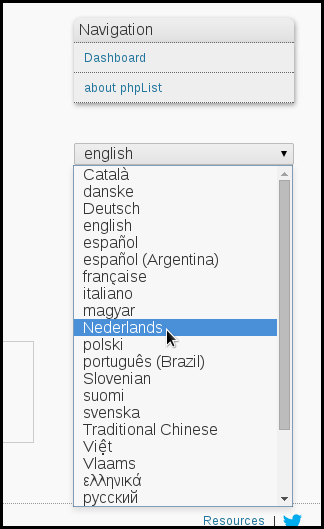 Navigation
Dashboard
about phpList
english
Català
danske
Deutsch
english
español
español (Argentina)
française
italiano
magyar
Nederlands
polski
português (Brazil)
Slovenian
suomi
svenska
Traditional Chinese
Việt
Vlaams
ελληνικά
русский
Resources |